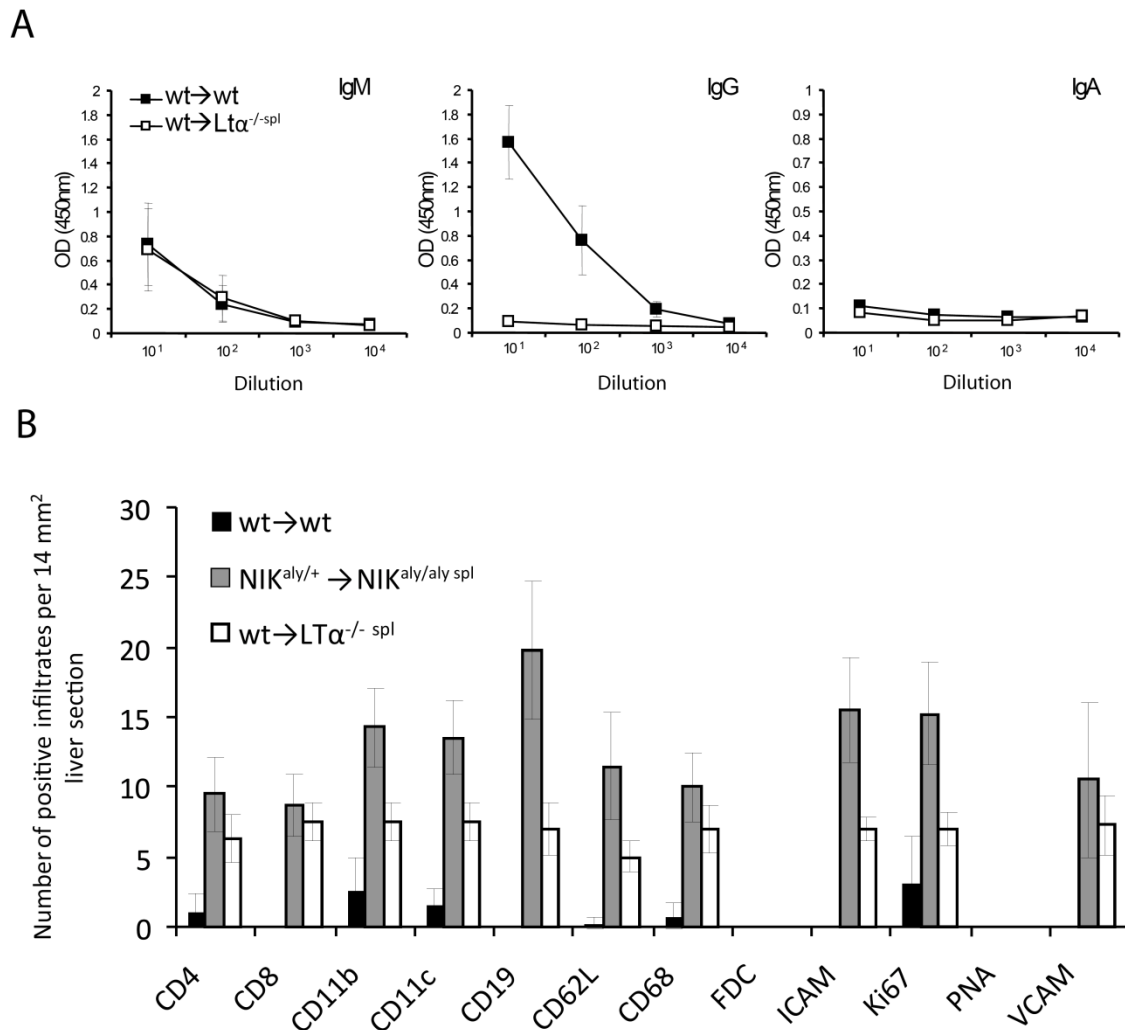 A
IgM
wt→wt
wt→Ltα-/-spl
OD (450nm)
2
1.8
1.6
1.4
1.2
1
0.8
0.6
0.4
0.2
0
10¹ 10² 10³ 10⁴
Dilution
IgG
OD (450nm)
2
1.8
1.6
1.4
1.2
1
0.8
0.6
0.4
0.2
0
10¹ 10² 10³ 10⁴
Dilution
IgA
OD (450nm)
1
0.9
0.8
0.7
0.6
0.5
0.4
0.3
0.2
0.1
0
10¹ 10² 10³ 10⁴
Dilution
B
Number of positive infiltrates per 14 mm²
liver section
30
25
20
15
10
5
0
wt→wt
NIKaly/+ → NIKaly/aly spl
wt→LTα-/- spl
CD4 CD8 CD11b CD11c CD19 CD62L CD68 FDC ICAM Ki67 PNA VCAM